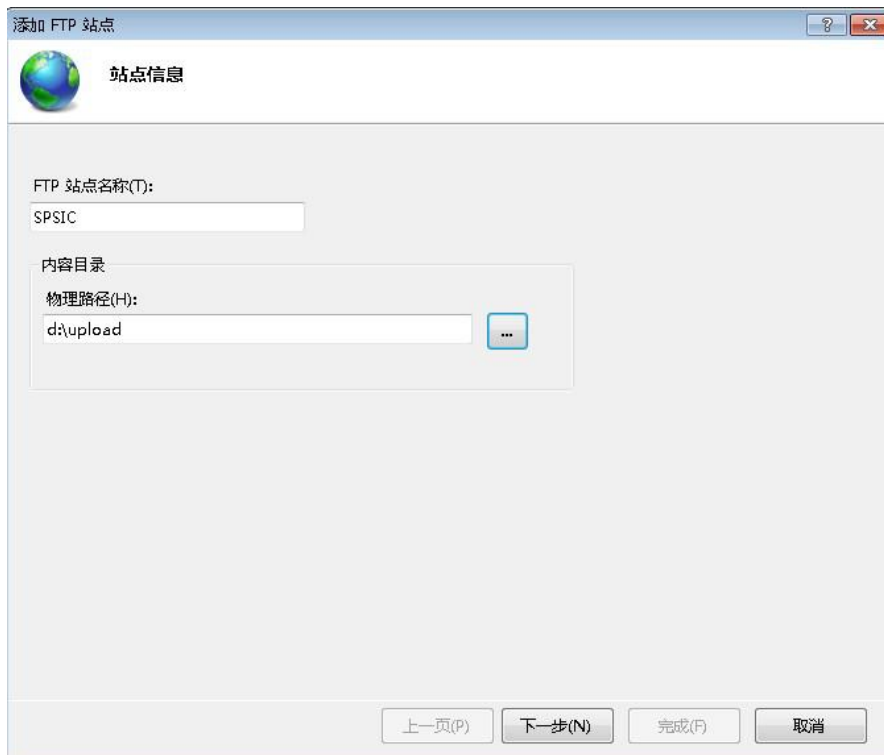 添加 FTP 站点
站点信息
FTP 站点名称(T):
SPSIC
内容目录
物理路径(H):
d:\upload
...
上一页(P) 下一步(N) 完成(F) 取消